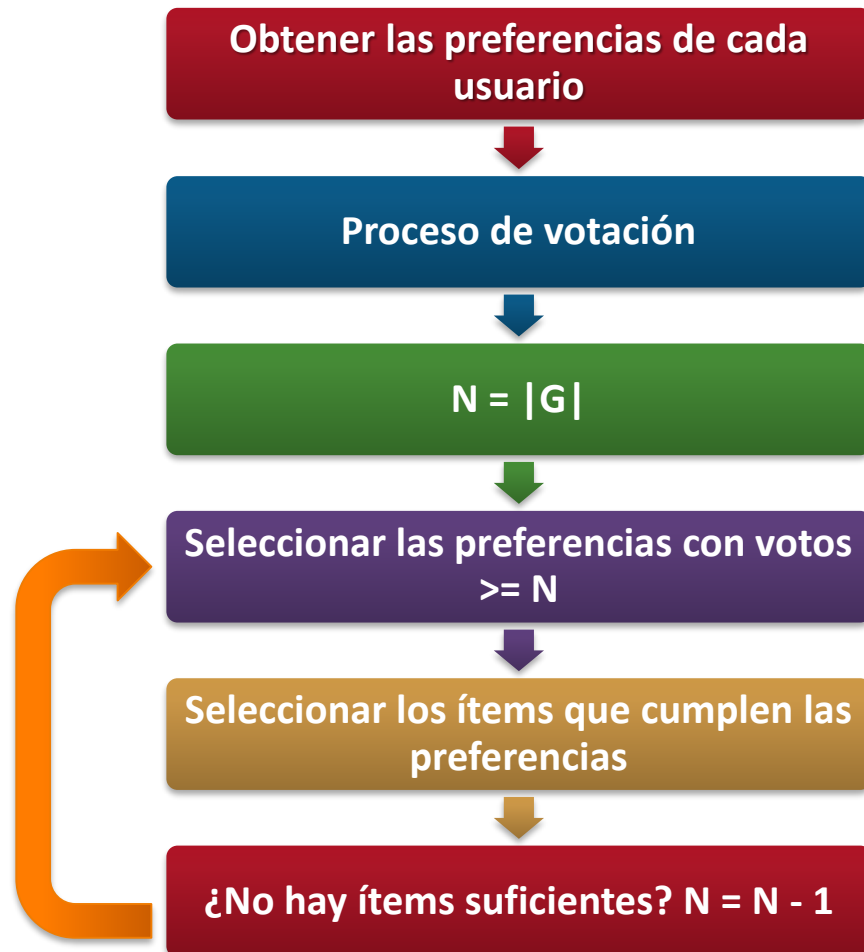 Obtener las preferencias de cada
usuario
Proceso de votación
N = |G|
Seleccionar las preferencias con votos
>= N
Seleccionar los ítems que cumplen las
preferencias
¿No hay ítems suficientes? N = N - 1